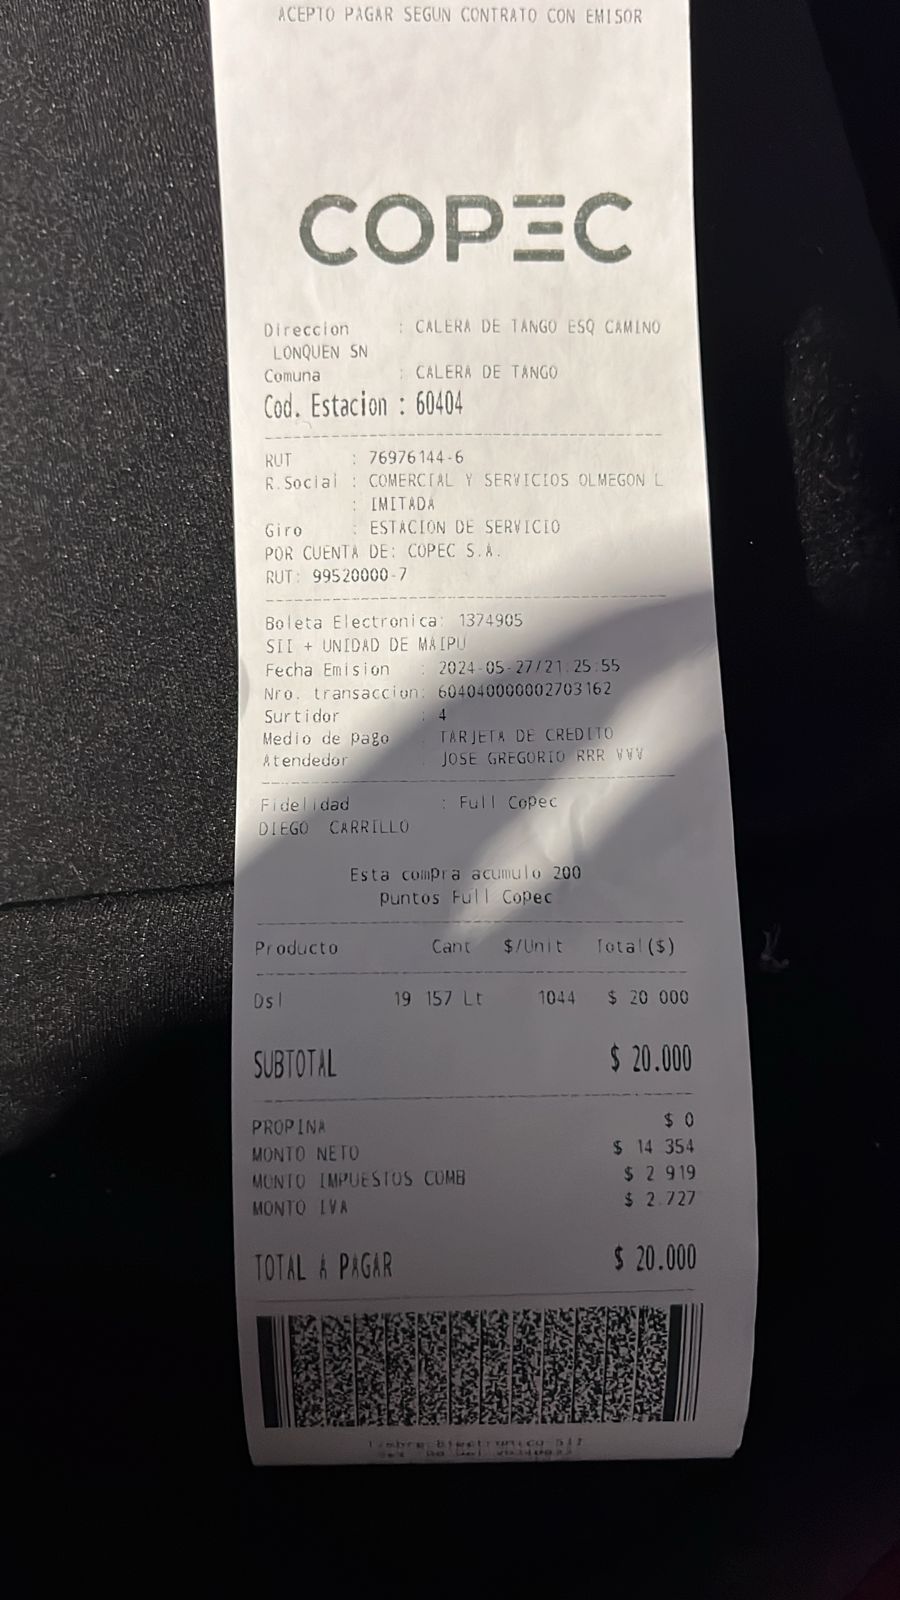 ACEPTO PAGAR SEGUN CONTRATO CON EMISOR
COPEC
Direccion : CALERA DE TANGO ESQ CAMINO
LONQUEN SN
Comuna : CALERA DE TANGO
Cod. Estacion : 60404
RUT : 76976144-6
R.Social : COMERCIAL Y SERVICIOS OLMEGON L
: IMITADA
Giro : ESTACION DE SERVICIO
POR CUENTA DE: COPEC S.A.
RUT: 99520000-7
Boleta Electronica: 1374905
SII + UNIDAD DE MAIPU
Fecha Emision : 2024-05-27/21:25:55
Nro. transaccion: 604040000002703162
Surtidor : 4
Medio de pago : TARJETA DE CREDITO
Atendedor : JOSE GREGORIO RRR VVV
Fidelidad : Full Copec
DIEGO CARRILLO
Esta compra acumulo 200
puntos Full Copec
Producto Cant $/Unit Total($)
Dsl 19.157 Lt 1044 $ 20.000
SUBTOTAL $ 20.000
PROPINA $ 0
MONTO NETO $ 14.354
MONTO IMPUESTOS COMB $ 2.919
MONTO IVA $ 2.727
TOTAL A PAGAR $ 20.000
Timbre Electronico SII